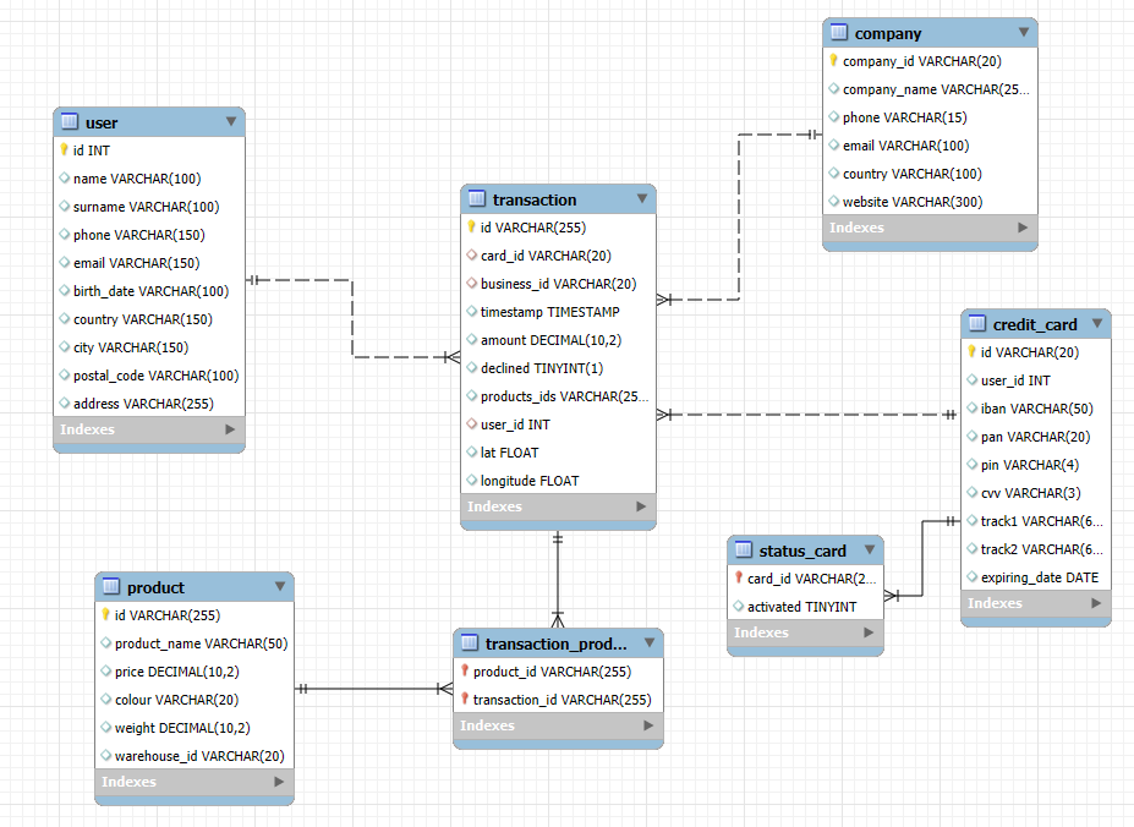 company
company_id VARCHAR(20)
company_name VARCHAR(25...
phone VARCHAR(15)
email VARCHAR(100)
country VARCHAR(100)
website VARCHAR(300)
Indexes
user
id INT
name VARCHAR(100)
surname VARCHAR(100)
phone VARCHAR(150)
email VARCHAR(150)
birth_date VARCHAR(100)
country VARCHAR(150)
city VARCHAR(150)
postal_code VARCHAR(100)
address VARCHAR(255)
Indexes
transaction
id VARCHAR(255)
card_id VARCHAR(20)
business_id VARCHAR(20)
timestamp TIMESTAMP
amount DECIMAL(10,2)
declined TINYINT(1)
products_ids VARCHAR(25...
user_id INT
lat FLOAT
longitude FLOAT
Indexes
credit_card
id VARCHAR(20)
user_id INT
iban VARCHAR(50)
pan VARCHAR(20)
pin VARCHAR(4)
cvv VARCHAR(3)
track1 VARCHAR(6...
track2 VARCHAR(6...
expiring_date DATE
Indexes
status_card
card_id VARCHAR(2...
activated TINYINT
Indexes
product
id VARCHAR(255)
product_name VARCHAR(50)
price DECIMAL(10,2)
colour VARCHAR(20)
weight DECIMAL(10,2)
warehouse_id VARCHAR(20)
Indexes
transaction_prod...
product_id VARCHAR(255)
transaction_id VARCHAR(255)
Indexes